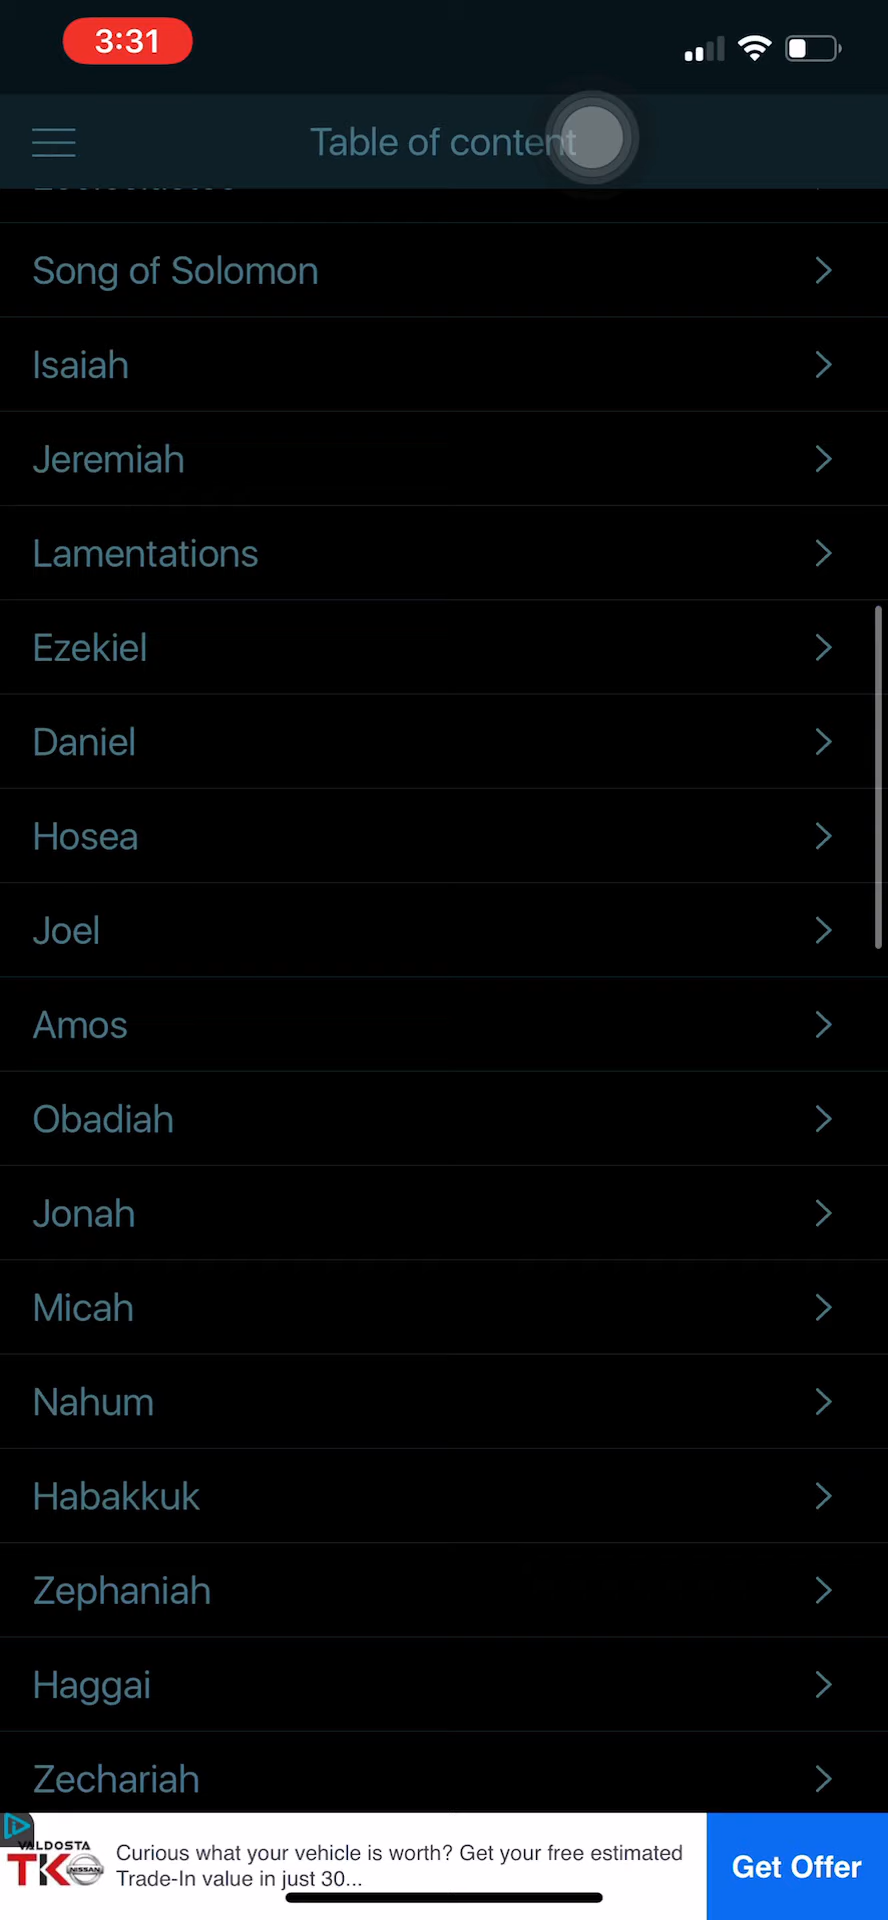 3:31
Table of content
Song of Solomon
Isaiah
Jeremiah
Lamentations
Ezekiel
Daniel
Hosea
Joel
Amos
Obadiah
Jonah
Micah
Nahum
Habakkuk
Zephaniah
Haggai
Zechariah
VALDOSTA
TK NISSAN
Curious what your vehicle is worth? Get your free estimated
Trade-In value in just 30...
Get Offer